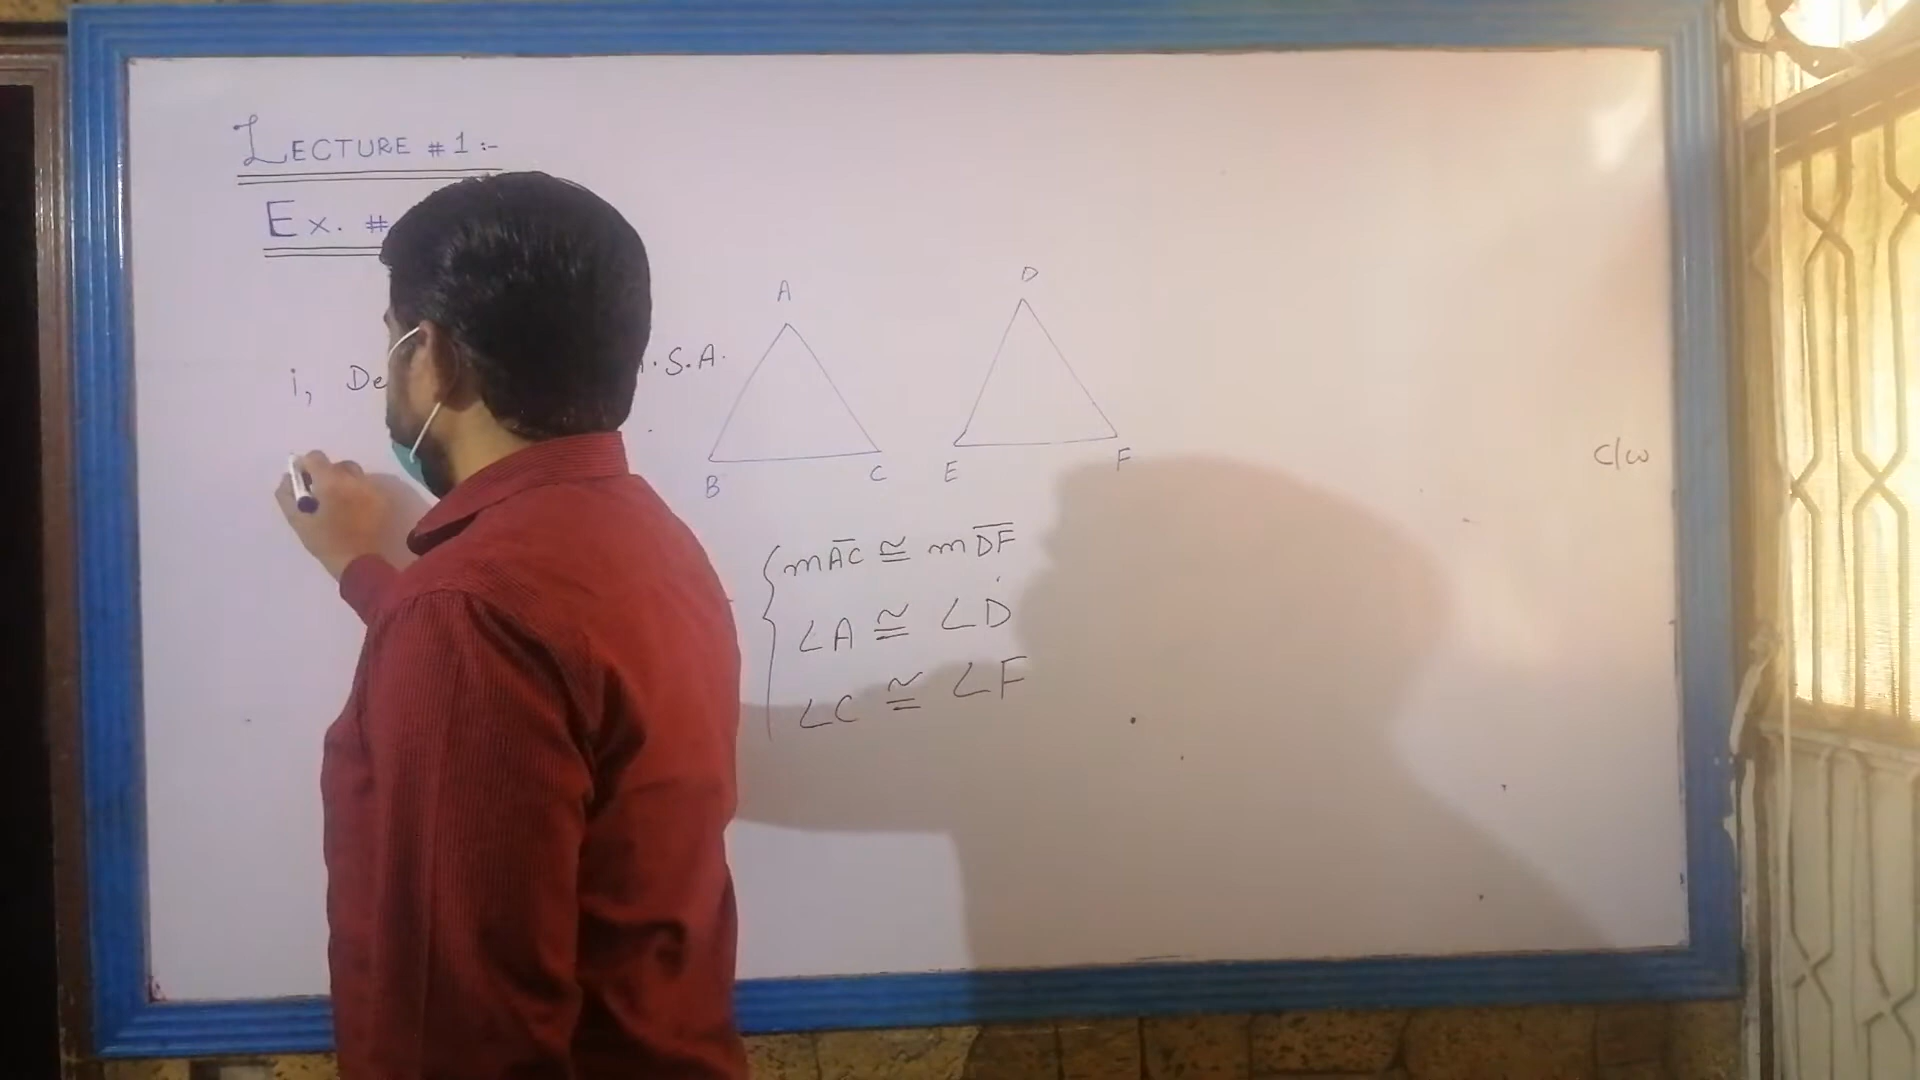 LECTURE # 1 :-
Ex. #
i, De S.A.
A
B
C
D
E
F
mAC ≅ mDF
∠A ≅ ∠D
∠C ≅ ∠F
C/W